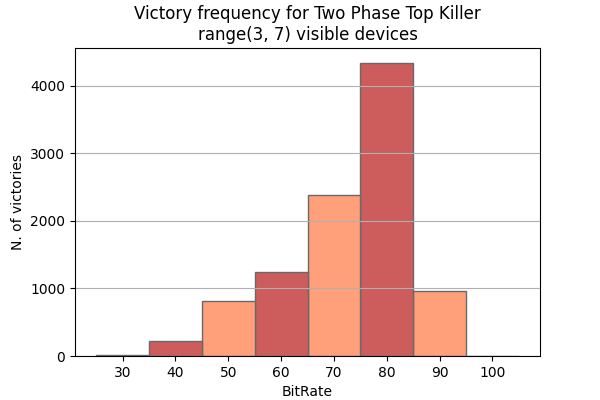 Victory frequency for Two Phase Top Killer
range(3, 7) visible devices
N. of victories
4000
3000
2000
1000
0
30 40 50 60 70 80 90 100
BitRate